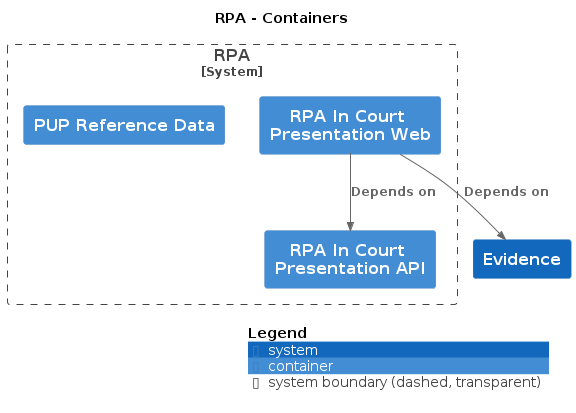 RPA - Containers
RPA
[System]
PUP Reference Data
RPA In Court
Presentation Web
Depends on
Depends on
RPA In Court
Presentation API
Evidence
Legend
system
container
system boundary (dashed, transparent)